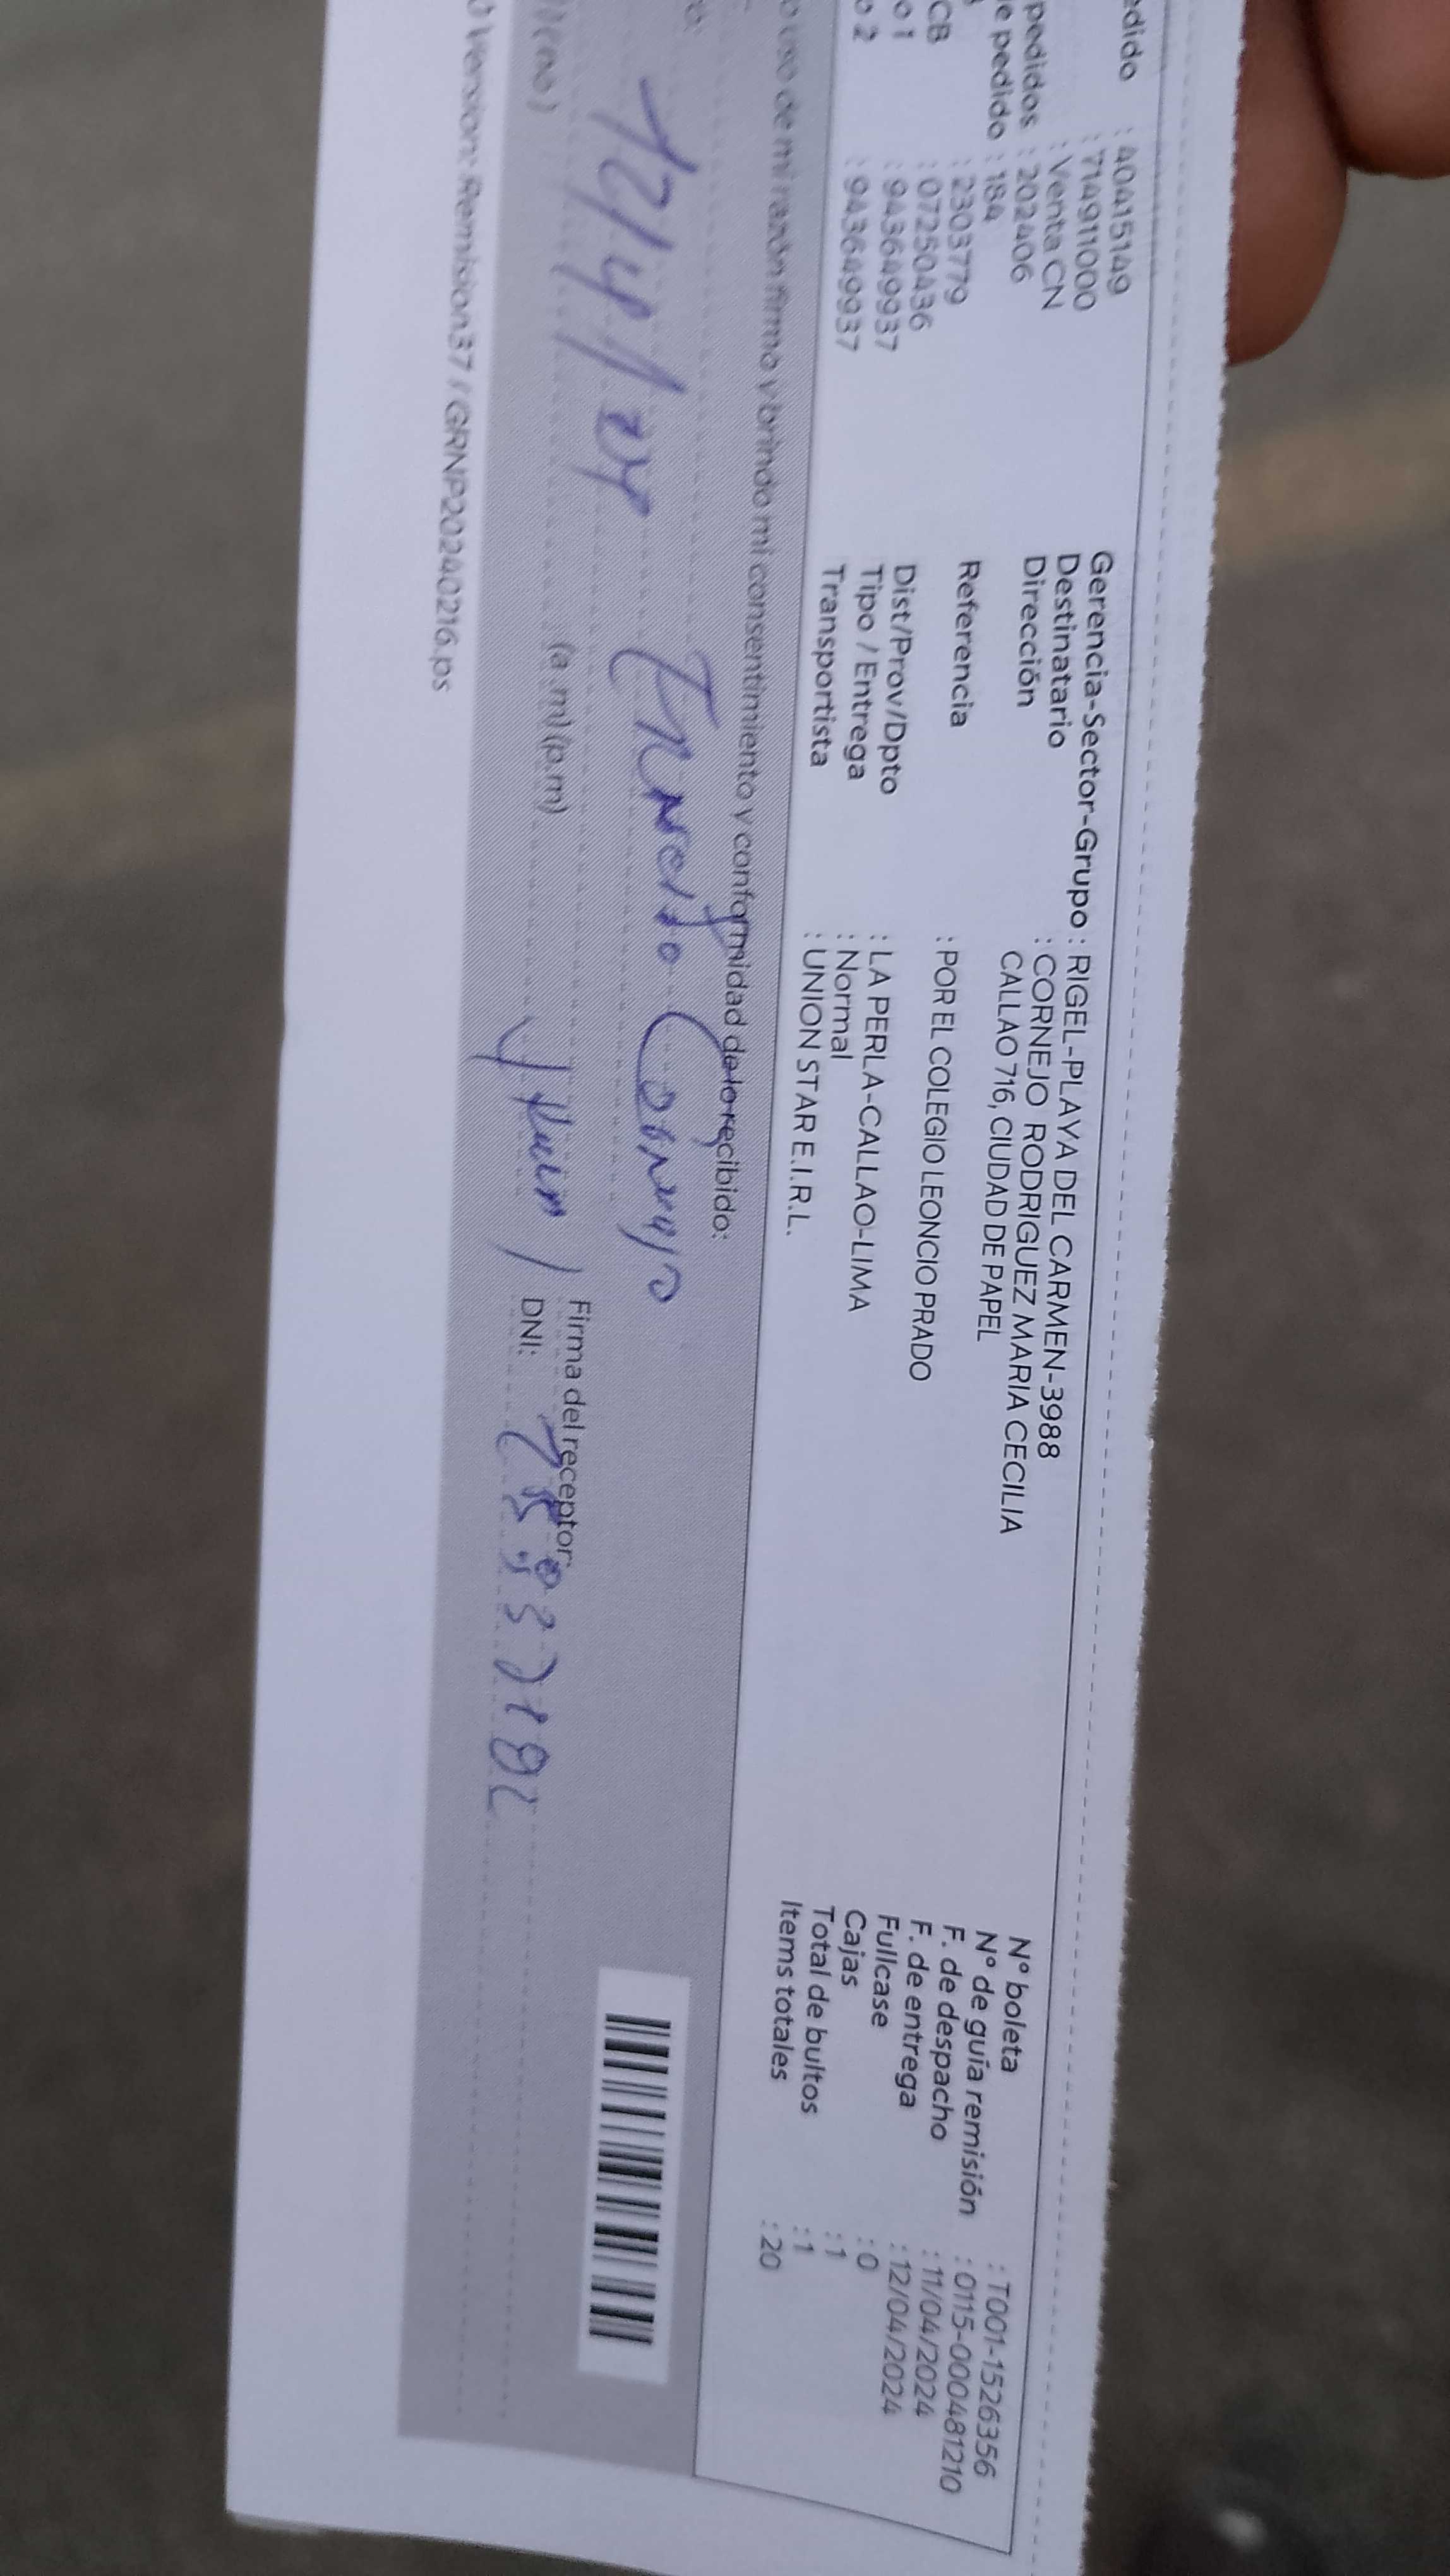 edido : 40415149
: 714911000
: Venta CN
pedidos : 202406
e pedido : 184
: 2303779
CB : 07250436
o 1 : 943649937
o 2 : 943649937
Gerencia-Sector-Grupo : RIGEL-PLAYA DEL CARMEN-3988
Destinatario : CORNEJO RODRIGUEZ MARIA CECILIA
Dirección CALLAO 716, CIUDAD DE PAPEL
Referencia : POR EL COLEGIO LEONCIO PRADO
Dist/Prov/Dpto : LA PERLA-CALLAO-LIMA
Tipo / Entrega : Normal
Transportista : UNION STAR E.I.R.L.
N° boleta : T001-1526356
N° de guía remisión : 0115-000481210
F. de despacho : 11/04/2024
F. de entrega : 12/04/2024
Fullcase : 0
Cajas : 1
Total de bultos : 1
Items totales : 20
o uso de mi razón firmo y brindo mi consentimiento y conformidad de lo recibido:
12/4/24 Ernesto Cornejo
Firma del receptor:
(a.m)(p.m) DNI:
Version: Remision37 / GRNP20240216.ps